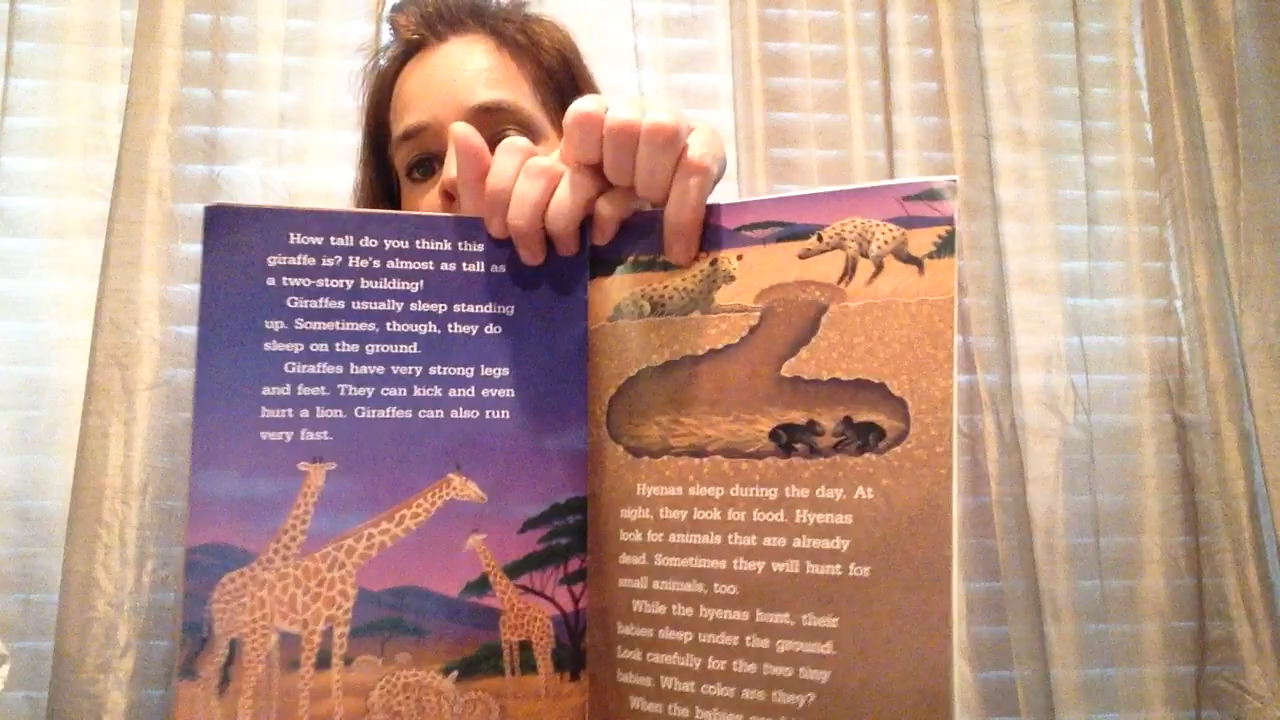 How tall do you think this
giraffe is? He's almost as tall as
a two-story building!
Giraffes usually sleep standing
up. Sometimes, though, they do
sleep on the ground.
Giraffes have very strong legs
and feet. They can kick and even
hurt a lion. Giraffes can also run
very fast.
Hyenas sleep during the day. At
night, they look for food. Hyenas
look for animals that are already
dead. Sometimes they will hunt for
small animals, too.
While the hyenas hunt, their
babies sleep under the ground.
Look carefully for the two tiny
babies. What color are they?
When the babies